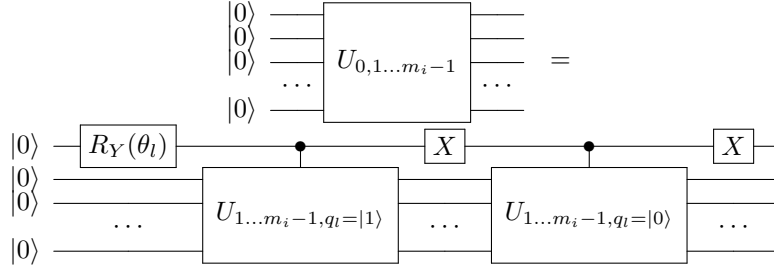 |0⟩
|0⟩
|0⟩ U_{0,1...m_i−1} =
... ...
|0⟩
|0⟩ R_Y(θ_l) X X
|0⟩
|0⟩ U_{1...m_i−1,q_l=|1⟩} U_{1...m_i−1,q_l=|0⟩}
... ... ...
|0⟩